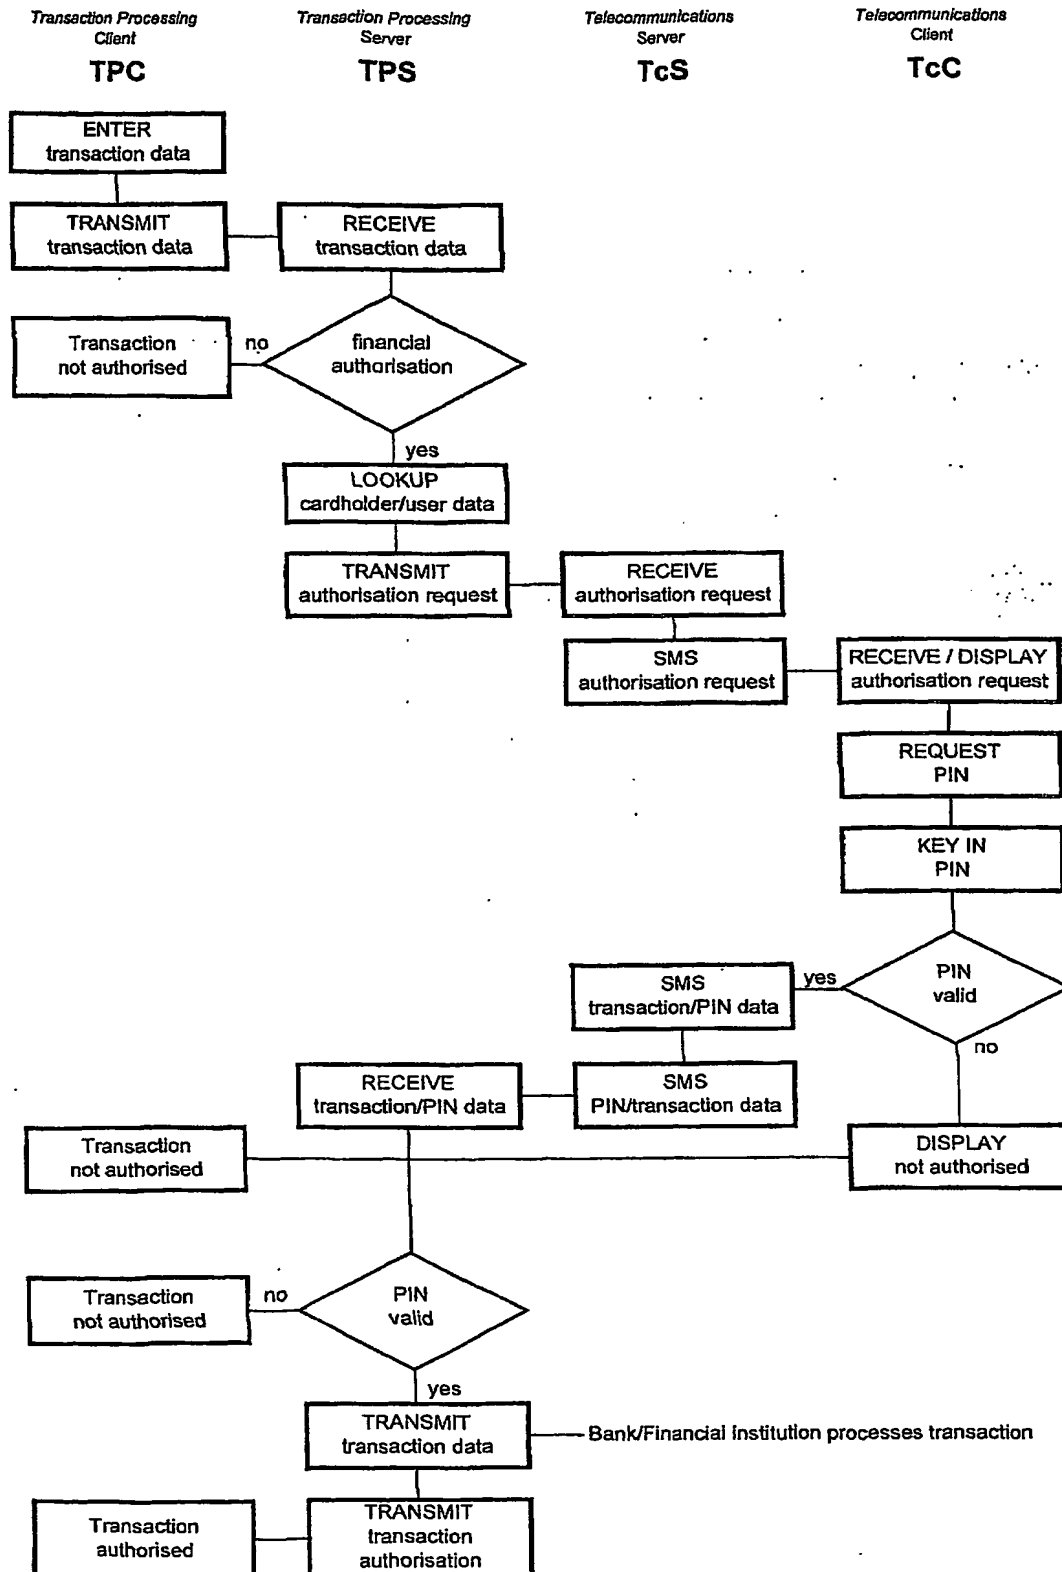 Transaction Processing
Client
TPC
Transaction Processing
Server
TPS
Telecommunications
Server
TcS
Telecommunications
Client
TcC
ENTER
transaction data
TRANSMIT
transaction data
RECEIVE
transaction data
Transaction
not authorised
no
financial
authorisation
yes
LOOKUP
cardholder/user data
TRANSMIT
authorisation request
RECEIVE
authorisation request
SMS
authorisation request
RECEIVE / DISPLAY
authorisation request
REQUEST
PIN
KEY IN
PIN
SMS
transaction/PIN data
yes
PIN
valid
no
RECEIVE
transaction/PIN data
SMS
PIN/transaction data
Transaction
not authorised
DISPLAY
not authorised
Transaction
not authorised
no
PIN
valid
yes
TRANSMIT
transaction data
Bank/Financial institution processes transaction
Transaction
authorised
TRANSMIT
transaction
authorisation